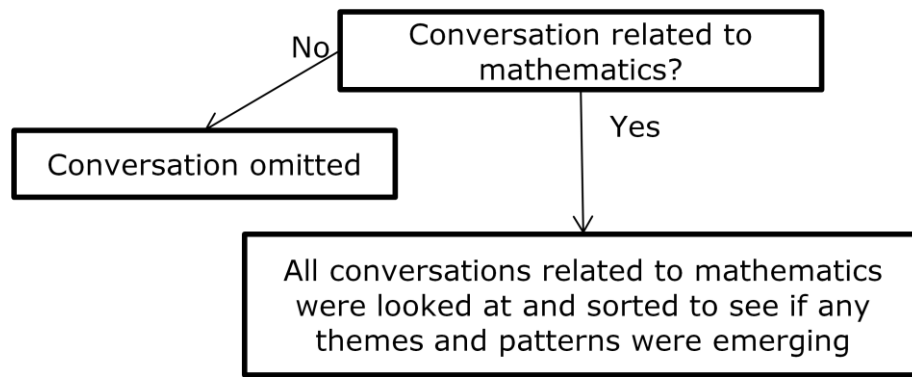 Conversation related to
mathematics?
No
Yes
Conversation omitted
All conversations related to mathematics
were looked at and sorted to see if any
themes and patterns were emerging